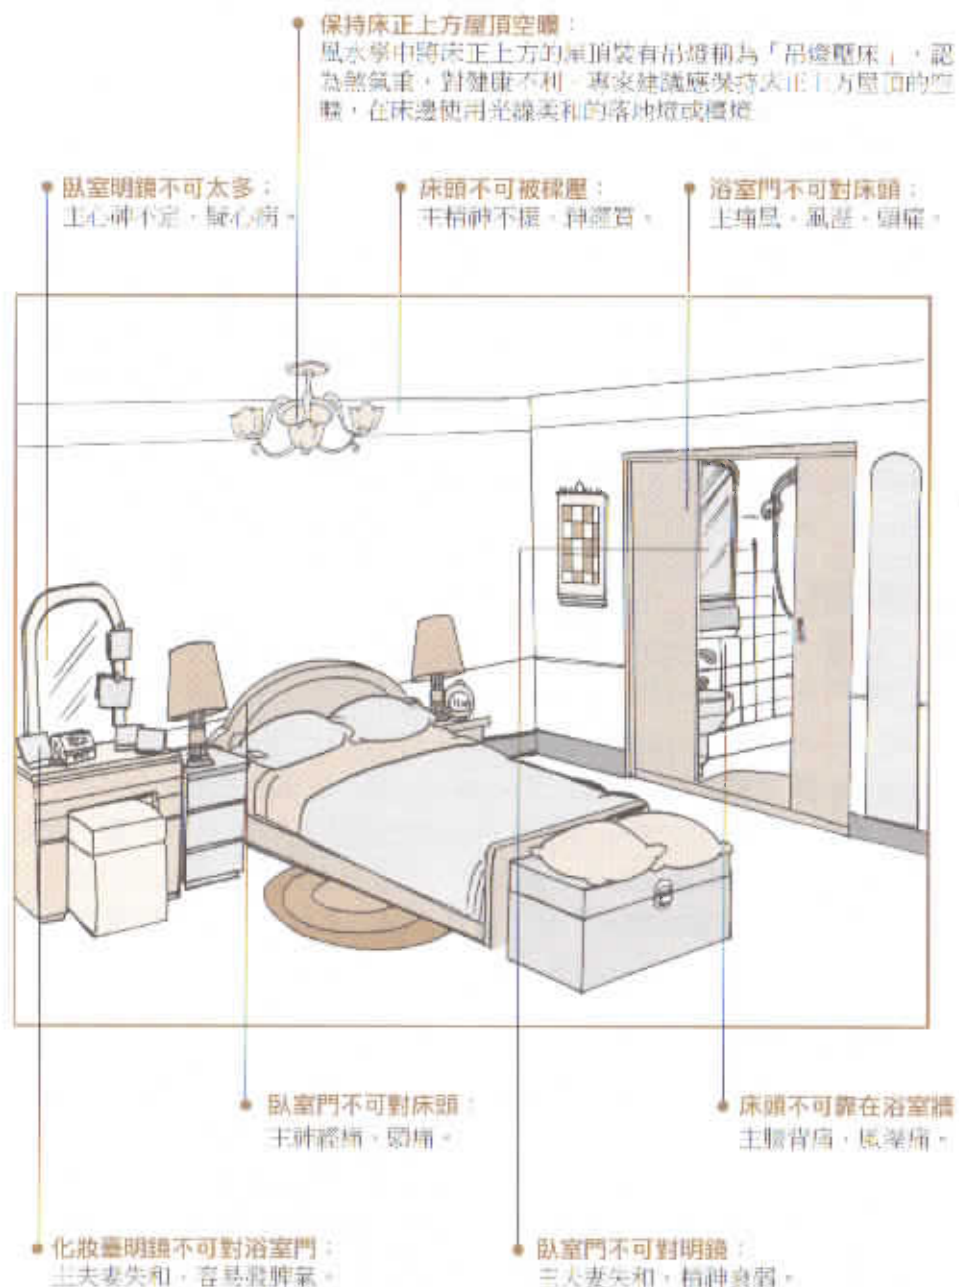 保持床正上方屋頂空曠：
風水學中將床正上方的屋頂裝有吊燈稱為「吊燈壓床」，認
為煞氣重，對健康不利。專家建議應保持床正上方屋頂的空
曠，在床邊使用光線柔和的落地燈或檯燈
臥室明鏡不可太多：
主心神不定、疑心病。
床頭不可被樑壓：
主精神不振、神經質。
浴室門不可對床頭：
主痛風、風溼、頭痛。
臥室門不可對床頭：
主神經痛、頭痛。
床頭不可靠在浴室牆
主腰背痛、風溼痛。
化妝臺明鏡不可對浴室門：
主夫妻失和，容易發脾氣。
臥室門不可對明鏡：
主夫妻失和，精神衰弱。